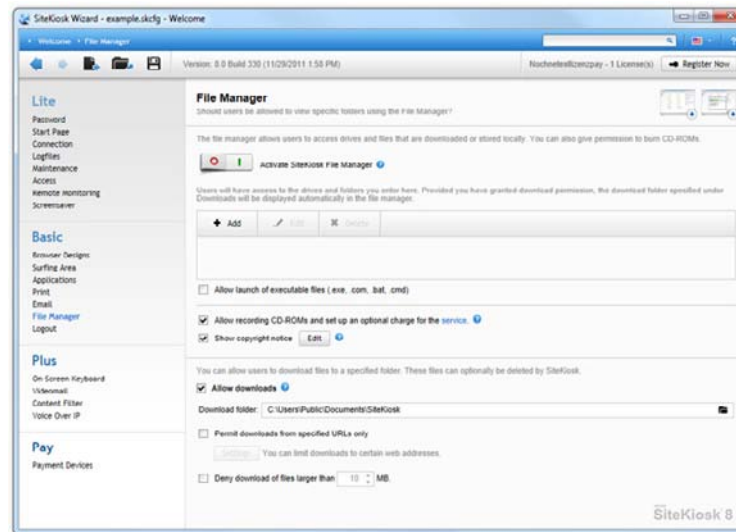 SiteKiosk Wizard - example.skcfg - Welcome
Welcome File Manager
Version: 8.0 Build 330 (11/29/2011 1:58 PM)
Nochnetestlizenzpay - 1 License(s)
Register Now
Lite
Password
Start Page
Connection
Logfiles
Maintenance
Access
Remote Monitoring
Screensaver
Basic
Browser Designs
Surfing Area
Applications
Print
Email
File Manager
Logout
Plus
On Screen Keyboard
Videomail
Content Filter
Voice Over IP
Pay
Payment Devices
File Manager
Should users be allowed to view specific folders using the File Manager?
The file manager allows users to access drives and files that are downloaded or stored locally. You can also give permission to burn CD-ROMs.
Activate SiteKiosk File Manager
Users will have access to the drives and folders you enter here. Provided you have granted download permission, the download folder specified under
Downloads will be displayed automatically in the file manager.
Add Edit Delete
Allow launch of executable files (.exe, .com, .bat, .cmd)
Allow recording CD-ROMs and set up an optional charge for the service.
Show copyright notice Edit
You can allow users to download files to a specified folder. These files can optionally be deleted by SiteKiosk.
Allow downloads
Download folder: C:\Users\Public\Documents\SiteKiosk
Permit downloads from specified URLs only
Settings You can limit downloads to certain web addresses.
Deny download of files larger than 10 MB.
SiteKiosk 8